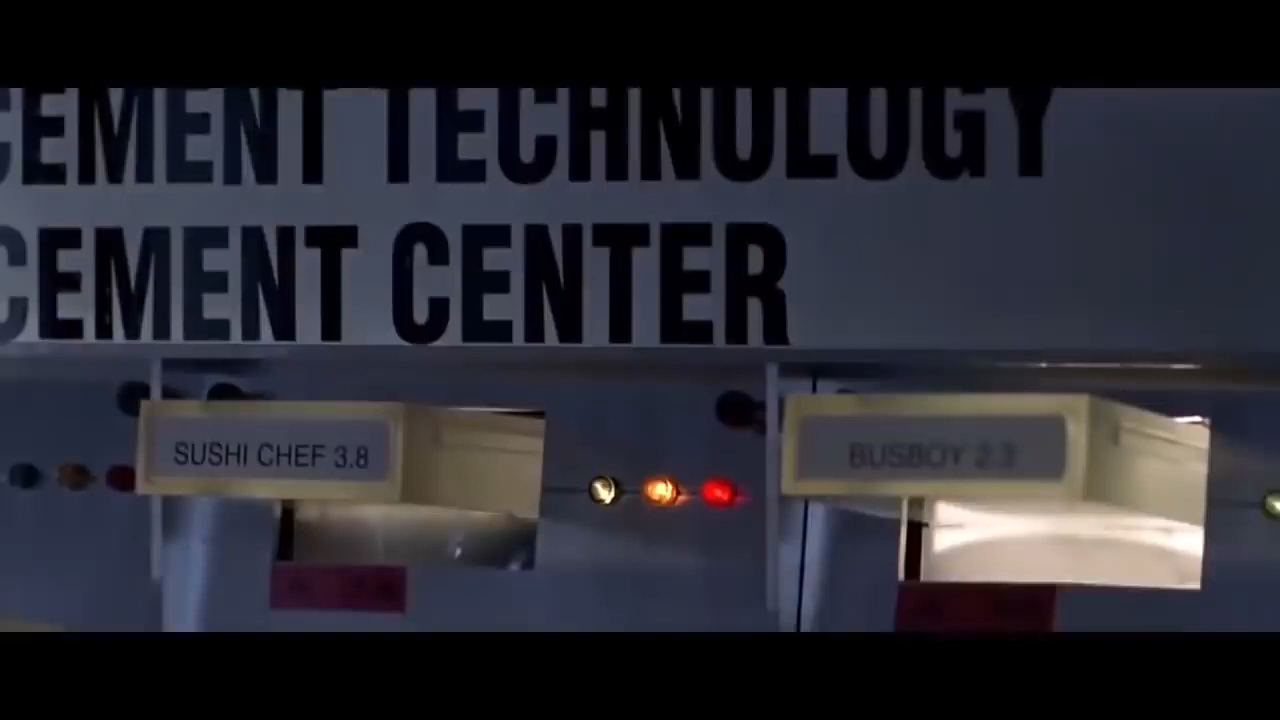 CEMENT TECHNOLOGY
CEMENT CENTER
SUSHI CHEF 3.8
BUSBOY 2.3